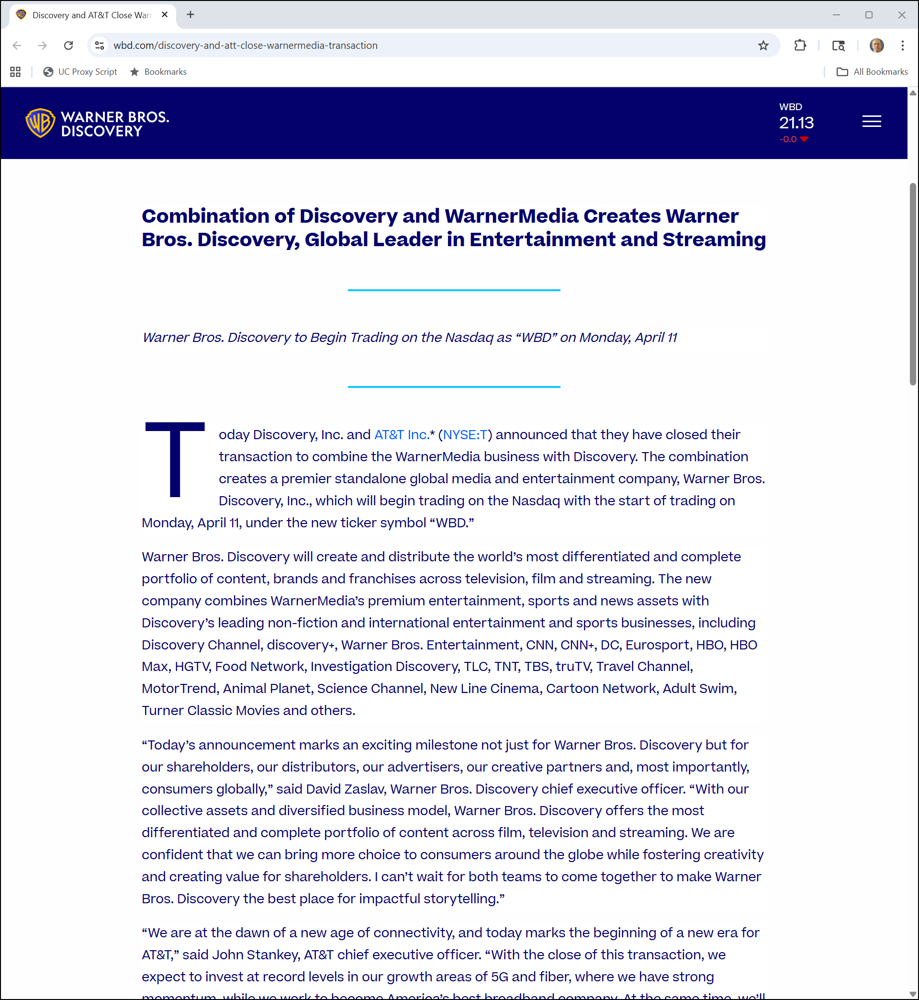 Discovery and AT&T Close Warn
wbd.com/discovery-and-att-close-warnermedia-transaction
UC Proxy Script
Bookmarks
All Bookmarks
WARNER BROS.
DISCOVERY
WBD
21.13
-0.0
Combination of Discovery and WarnerMedia Creates Warner
Bros. Discovery, Global Leader in Entertainment and Streaming
Warner Bros. Discovery to Begin Trading on the Nasdaq as “WBD” on Monday, April 11
Today Discovery, Inc. and AT&T Inc.* (NYSE:T) announced that they have closed their
transaction to combine the WarnerMedia business with Discovery. The combination
creates a premier standalone global media and entertainment company, Warner Bros.
Discovery, Inc., which will begin trading on the Nasdaq with the start of trading on
Monday, April 11, under the new ticker symbol “WBD.”
Warner Bros. Discovery will create and distribute the world’s most differentiated and complete
portfolio of content, brands and franchises across television, film and streaming. The new
company combines WarnerMedia’s premium entertainment, sports and news assets with
Discovery’s leading non-fiction and international entertainment and sports businesses, including
Discovery Channel, discovery+, Warner Bros. Entertainment, CNN, CNN+, DC, Eurosport, HBO, HBO
Max, HGTV, Food Network, Investigation Discovery, TLC, TNT, TBS, truTV, Travel Channel,
MotorTrend, Animal Planet, Science Channel, New Line Cinema, Cartoon Network, Adult Swim,
Turner Classic Movies and others.
“Today’s announcement marks an exciting milestone not just for Warner Bros. Discovery but for
our shareholders, our distributors, our advertisers, our creative partners and, most importantly,
consumers globally,” said David Zaslav, Warner Bros. Discovery chief executive officer. “With our
collective assets and diversified business model, Warner Bros. Discovery offers the most
differentiated and complete portfolio of content across film, television and streaming. We are
confident that we can bring more choice to consumers around the globe while fostering creativity
and creating value for shareholders. I can’t wait for both teams to come together to make Warner
Bros. Discovery the best place for impactful storytelling.”
“We are at the dawn of a new age of connectivity, and today marks the beginning of a new era for
AT&T,” said John Stankey, AT&T chief executive officer. “With the close of this transaction, we
expect to invest at record levels in our growth areas of 5G and fiber, where we have strong
momentum, while we work to become America’s best broadband company. At the same time, we’ll